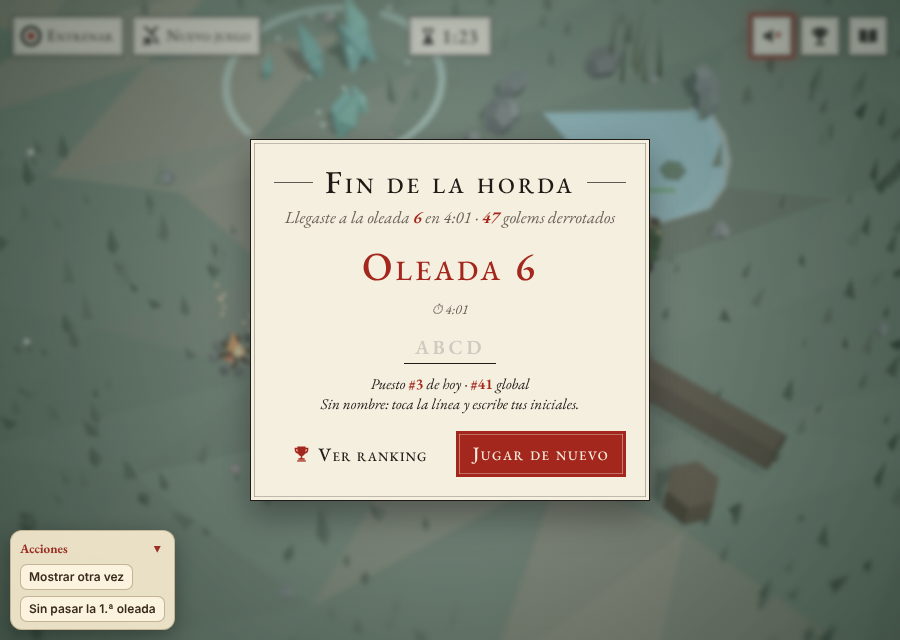 Entrenar
Nuevo juego
1:23
Fin de la horda
Llegaste a la oleada 6 en 4:01 · 47 golems derrotados
Oleada 6
⏱ 4:01
ABCD
Puesto #3 de hoy · #41 global
Sin nombre: toca la línea y escribe tus iniciales.
Ver ranking
Jugar de nuevo
Acciones ▼
Mostrar otra vez
Sin pasar la 1.ª oleada